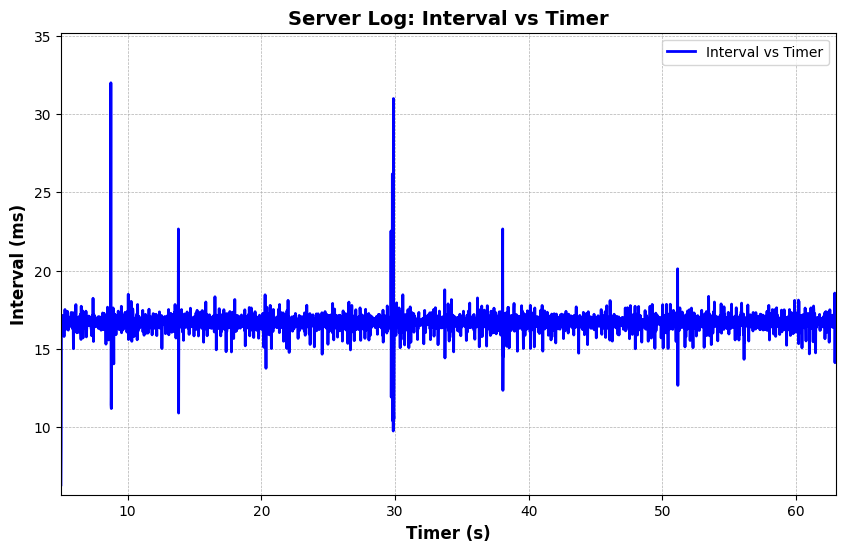 Server Log: Interval vs Timer
Interval vs Timer
35
30
25
20
15
10
Interval (ms)
10 20 30 40 50 60
Timer (s)